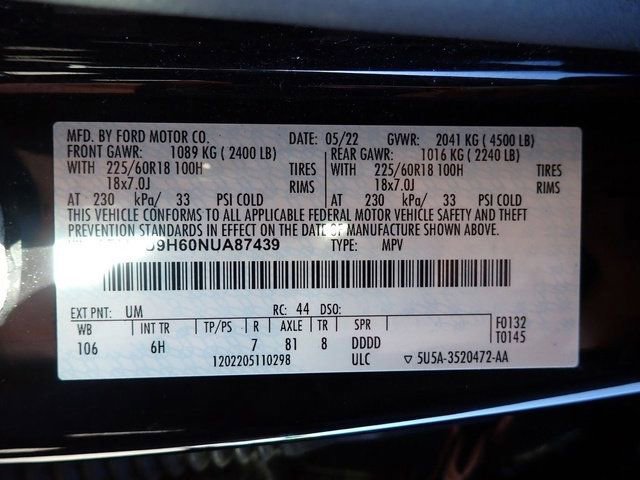 MFD. BY FORD MOTOR CO. DATE: 05/22 GVWR: 2041 KG ( 4500 LB)
FRONT GAWR: 1089 KG ( 2400 LB) REAR GAWR: 1016 KG ( 2240 LB)
WITH 225/60R18 100H TIRES WITH 225/60R18 100H TIRES
18x7.0J RIMS 18x7.0J RIMS
AT 230 kPa/ 33 PSI COLD AT 230 kPa/ 33 PSI COLD
THIS VEHICLE CONFORMS TO ALL APPLICABLE FEDERAL MOTOR VEHICLE SAFETY AND THEFT
PREVENTION STANDARDS IN EFFECT ON THE DATE OF MANUFACTURE SHOWN ABOVE.
9H60NUA87439 TYPE: MPV
EXT PNT: UM RC: 44 DSO:
WB INT TR TP/PS R AXLE TR SPR F0132
106 6H 7 81 8 DDDD T0145
1202205110298 ULC ▽ 5U5A-3520472-AA